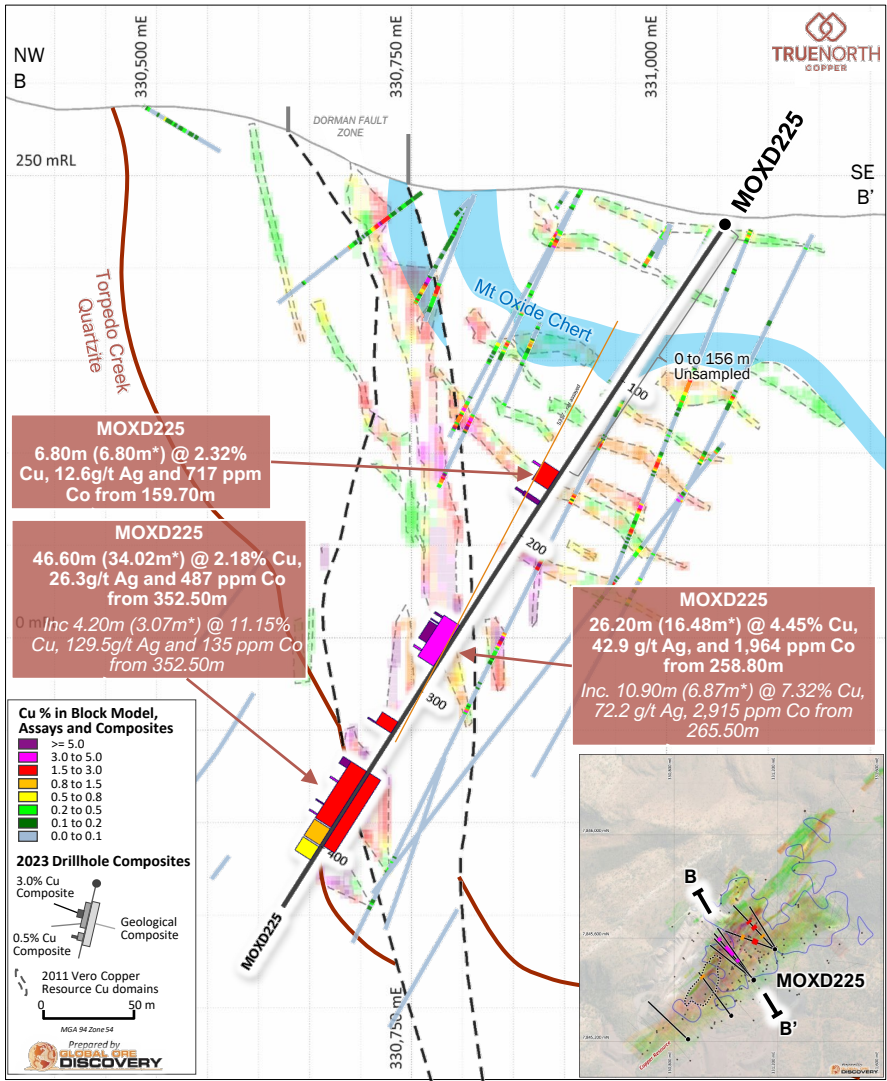 NW
B
330,500 mE
330,750 mE
331,000 mE
TRUENORTH
COPPER
DORMAN FAULT
ZONE
250 mRL
MOXD225
SE
B'
Torpedo Creek
Quartzite
Mt Oxide Chert
0 to 156 m
Unsampled
100
MOXD225
6.80m (6.80m*) @ 2.32%
Cu, 12.6g/t Ag and 717 ppm
Co from 159.70m
200
MOXD225
46.60m (34.02m*) @ 2.18% Cu,
26.3g/t Ag and 487 ppm Co
from 352.50m
Inc 4.20m (3.07m*) @ 11.15%
Cu, 129.5g/t Ag and 135 ppm Co
from 352.50m
MOXD225
26.20m (16.48m*) @ 4.45% Cu,
42.9 g/t Ag, and 1,964 ppm Co
from 258.80m
Inc. 10.90m (6.87m*) @ 7.32% Cu,
72.2 g/t Ag, 2,915 ppm Co from
265.50m
300
400
MOXD225
330,750 mE
Cu % in Block Model,
Assays and Composites
>= 5.0
3.0 to 5.0
1.5 to 3.0
0.8 to 1.5
0.5 to 0.8
0.2 to 0.5
0.1 to 0.2
0.0 to 0.1
2023 Drillhole Composites
3.0% Cu
Composite
0.5% Cu
Composite
Geological
Composite
2011 Vero Copper
Resource Cu domains
0 50 m
MGA 94 Zone 54
Prepared by
GLOBAL ORE
DISCOVERY
B
MOXD225
B'
Copper Resource
GLOBAL ORE
DISCOVERY